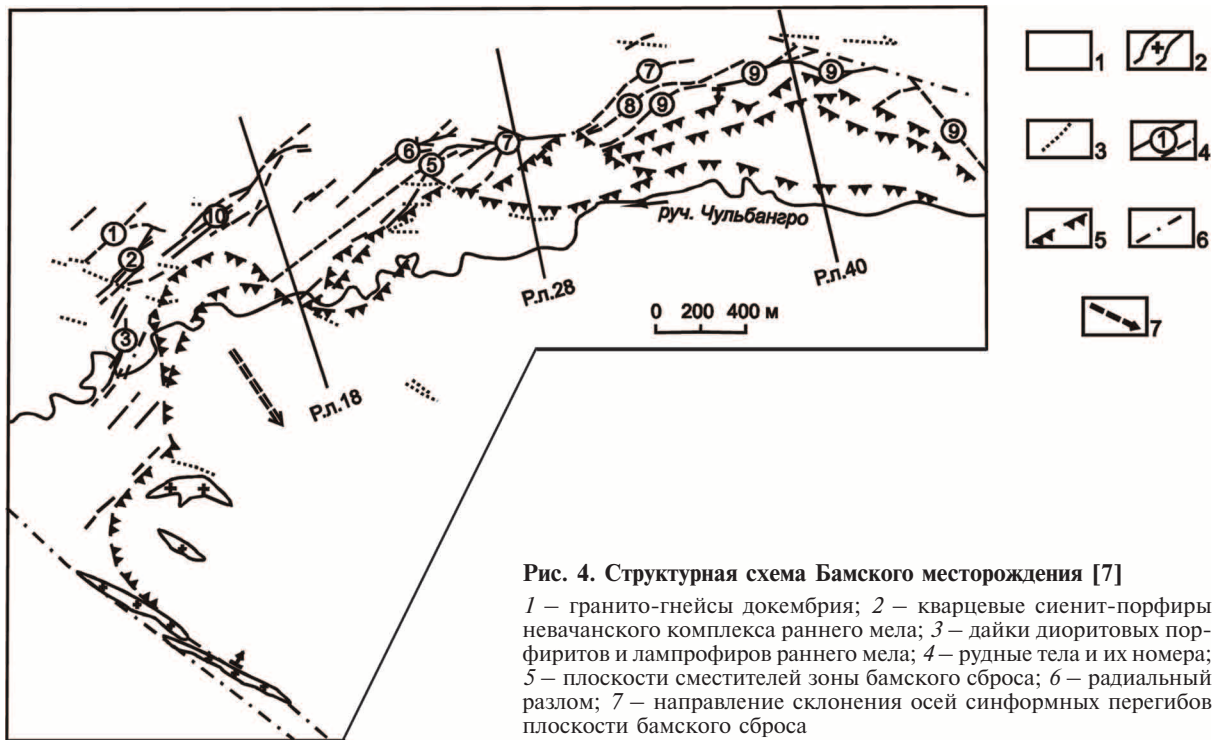 1
2
3
10
6
5
7
7
8
9
9
9
9
руч. Чульбангро
Р.л.18
Р.л.28
Р.л.40
0 200 400 м
1
2
3
1 4
5
6
7
Рис. 4. Структурная схема Бамского месторождения [7]
1 – гранито-гнейсы докембрия; 2 – кварцевые сиенит-порфиры
невачанского комплекса раннего мела; 3 – дайки диоритовых пор-
фиритов и лампрофиров раннего мела; 4 – рудные тела и их номера;
5 – плоскости сместителей зоны бамского сброса; 6 – радиальный
разлом; 7 – направление склонения осей синформных перегибов
плоскости бамского сброса